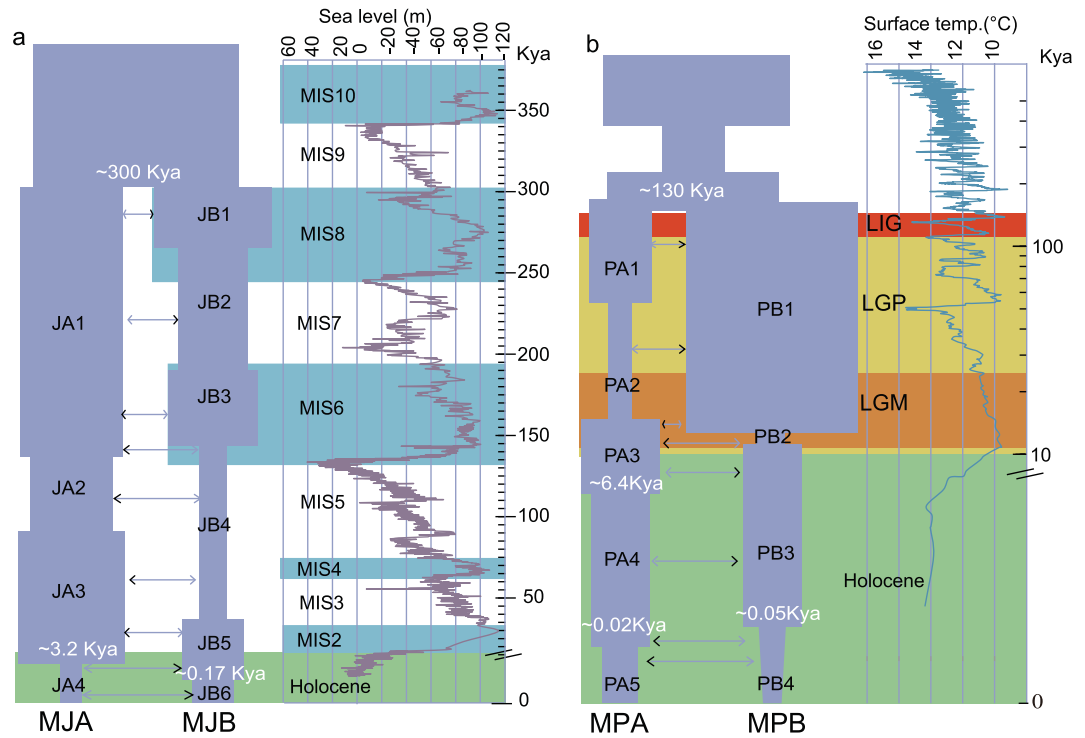 a
Sea level (m)
60 40 20 0 -20 -40 -60 -80 -100 -120
Kya
MIS10
350
MIS9
~300 Kya
300
JB1
MIS8
250
JB2
JA1
MIS7
200
JB3
MIS6
150
JA2
JB4
MIS5
100
MIS4
JA3
MIS3
50
~3.2 Kya
JB5
MIS2
~0.17 Kya
JA4
JB6
Holocene
0
MJA
MJB
b
Surface temp.(°C)
16 14 12 10
Kya
~130 Kya
LIG
100
PA1
LGP
PB1
PA2
LGM
PB2
PA3
10
~6.4Kya
PA4
PB3
Holocene
~0.02Kya
~0.05Kya
PA5
PB4
0
MPA
MPB